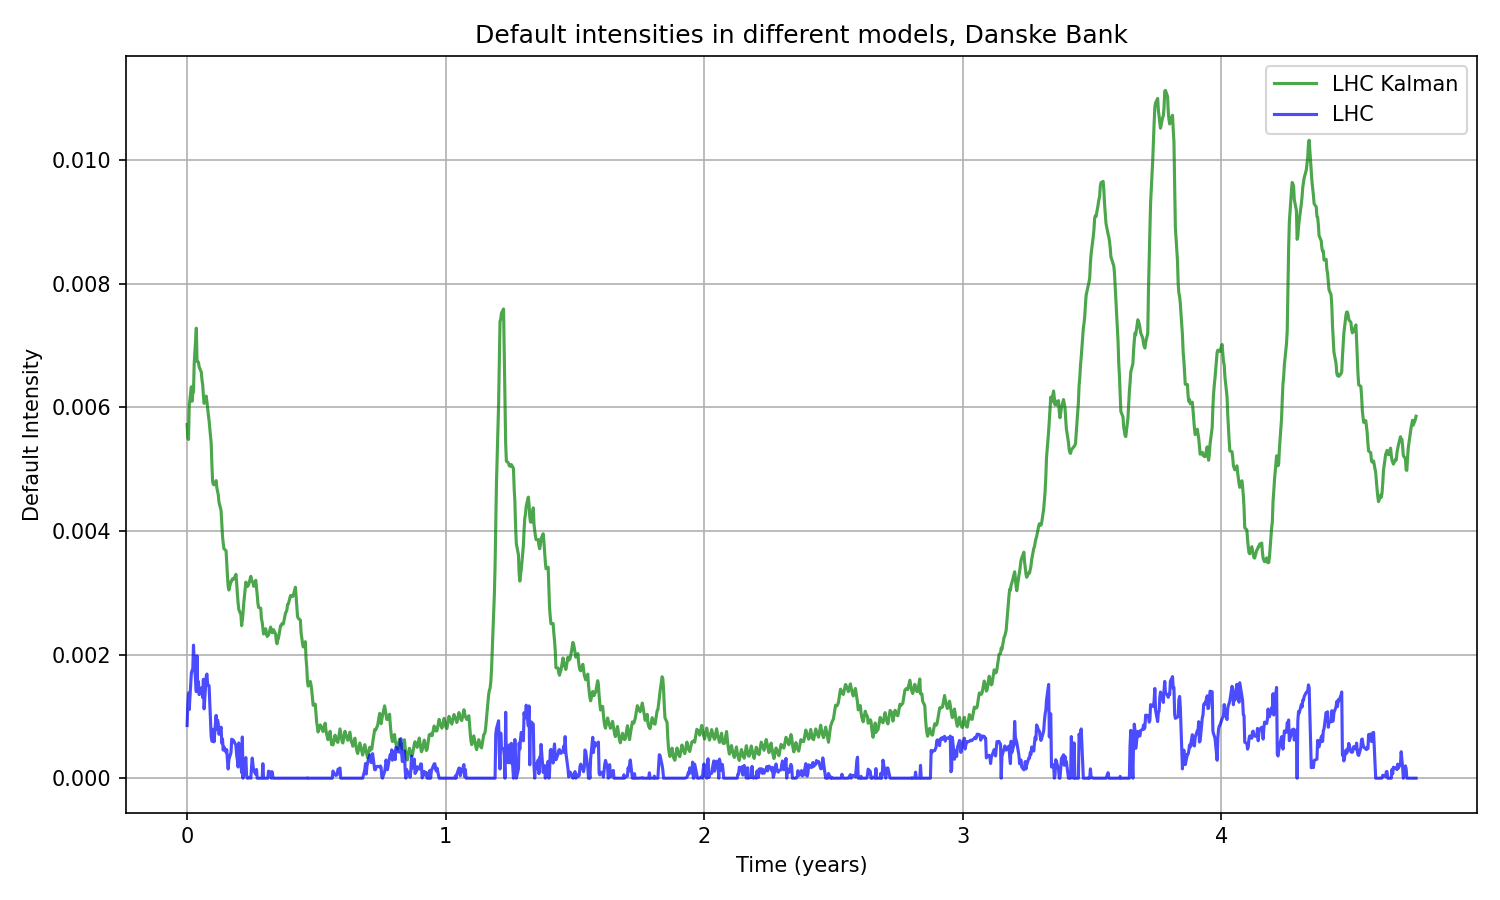 Default intensities in different models, Danske Bank
LHC Kalman
LHC
Default Intensity
0.010
0.008
0.006
0.004
0.002
0.000
0 1 2 3 4
Time (years)